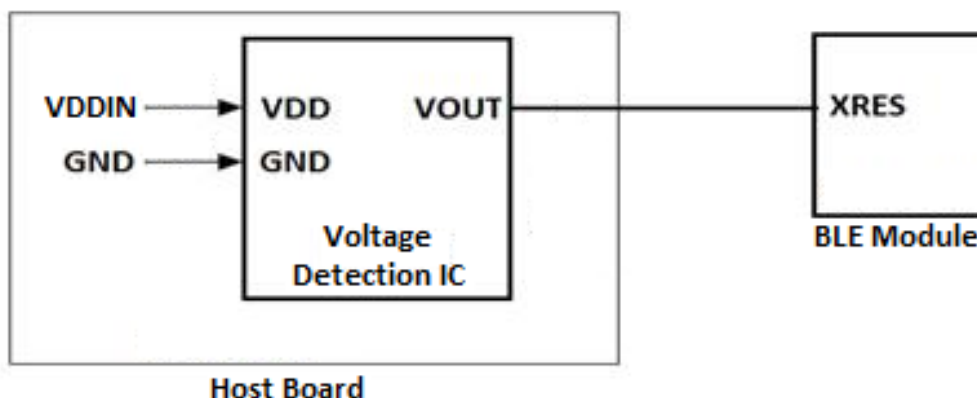 VDDIN
VDD
VOUT
XRES
GND
GND
Voltage
Detection IC
BLE Module
Host Board